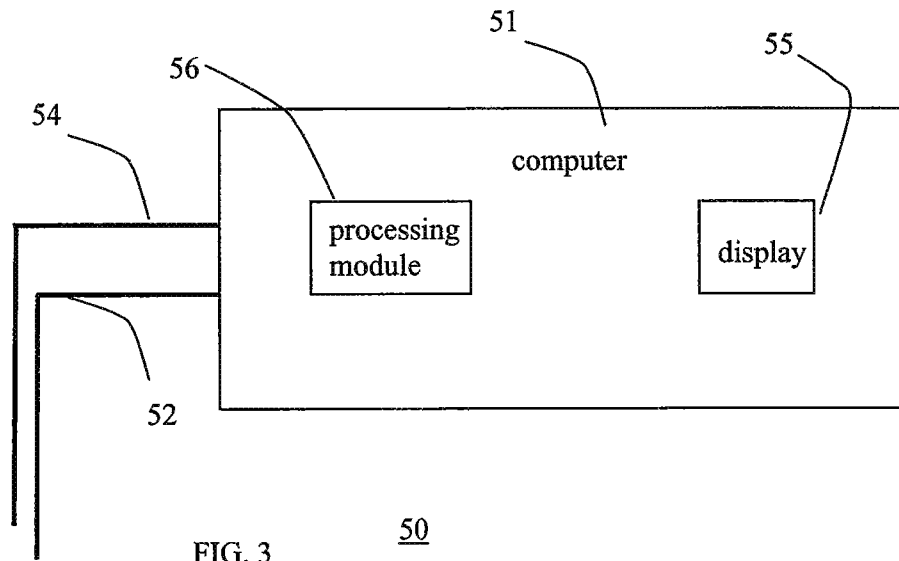 51
55
56
54
computer
processing
module
display
52
50
FIG. 3